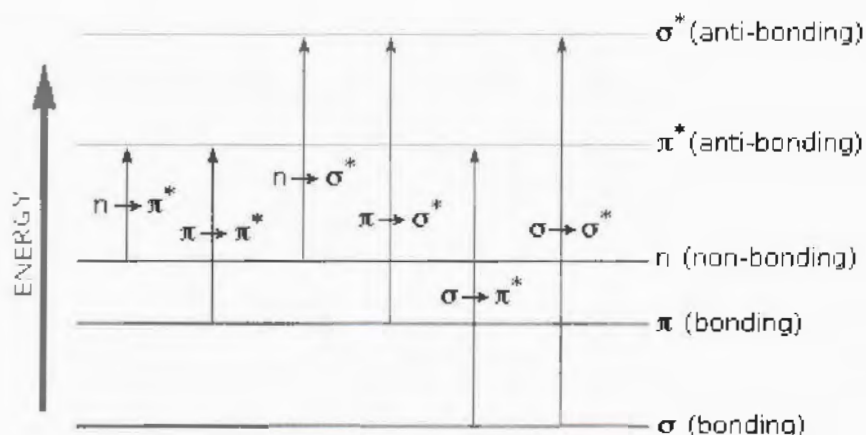 σ* (anti-bonding)
π* (anti-bonding)
n → σ*
n → π*
π → σ*
π → π*
σ → σ*
n (non-bonding)
σ → π*
π (bonding)
σ (bonding)
ENERGY